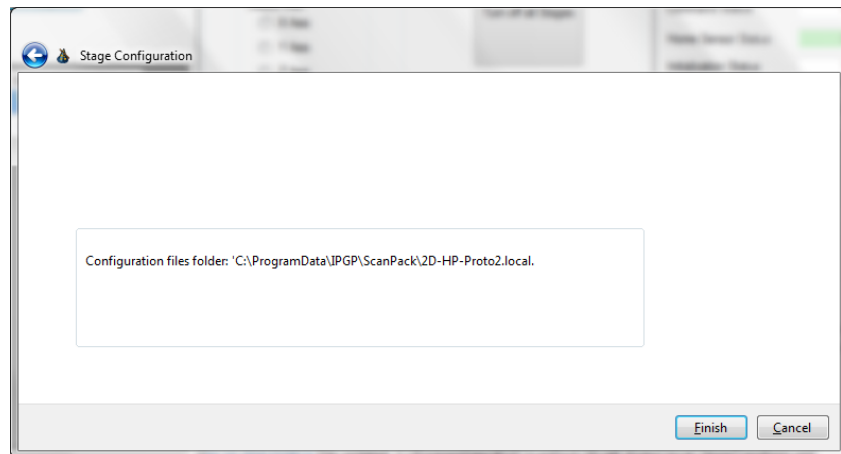 Stage Configuration
Configuration files folder: 'C:\ProgramData\IPGP\ScanPack\2D-HP-Proto2.local.
Finish
Cancel